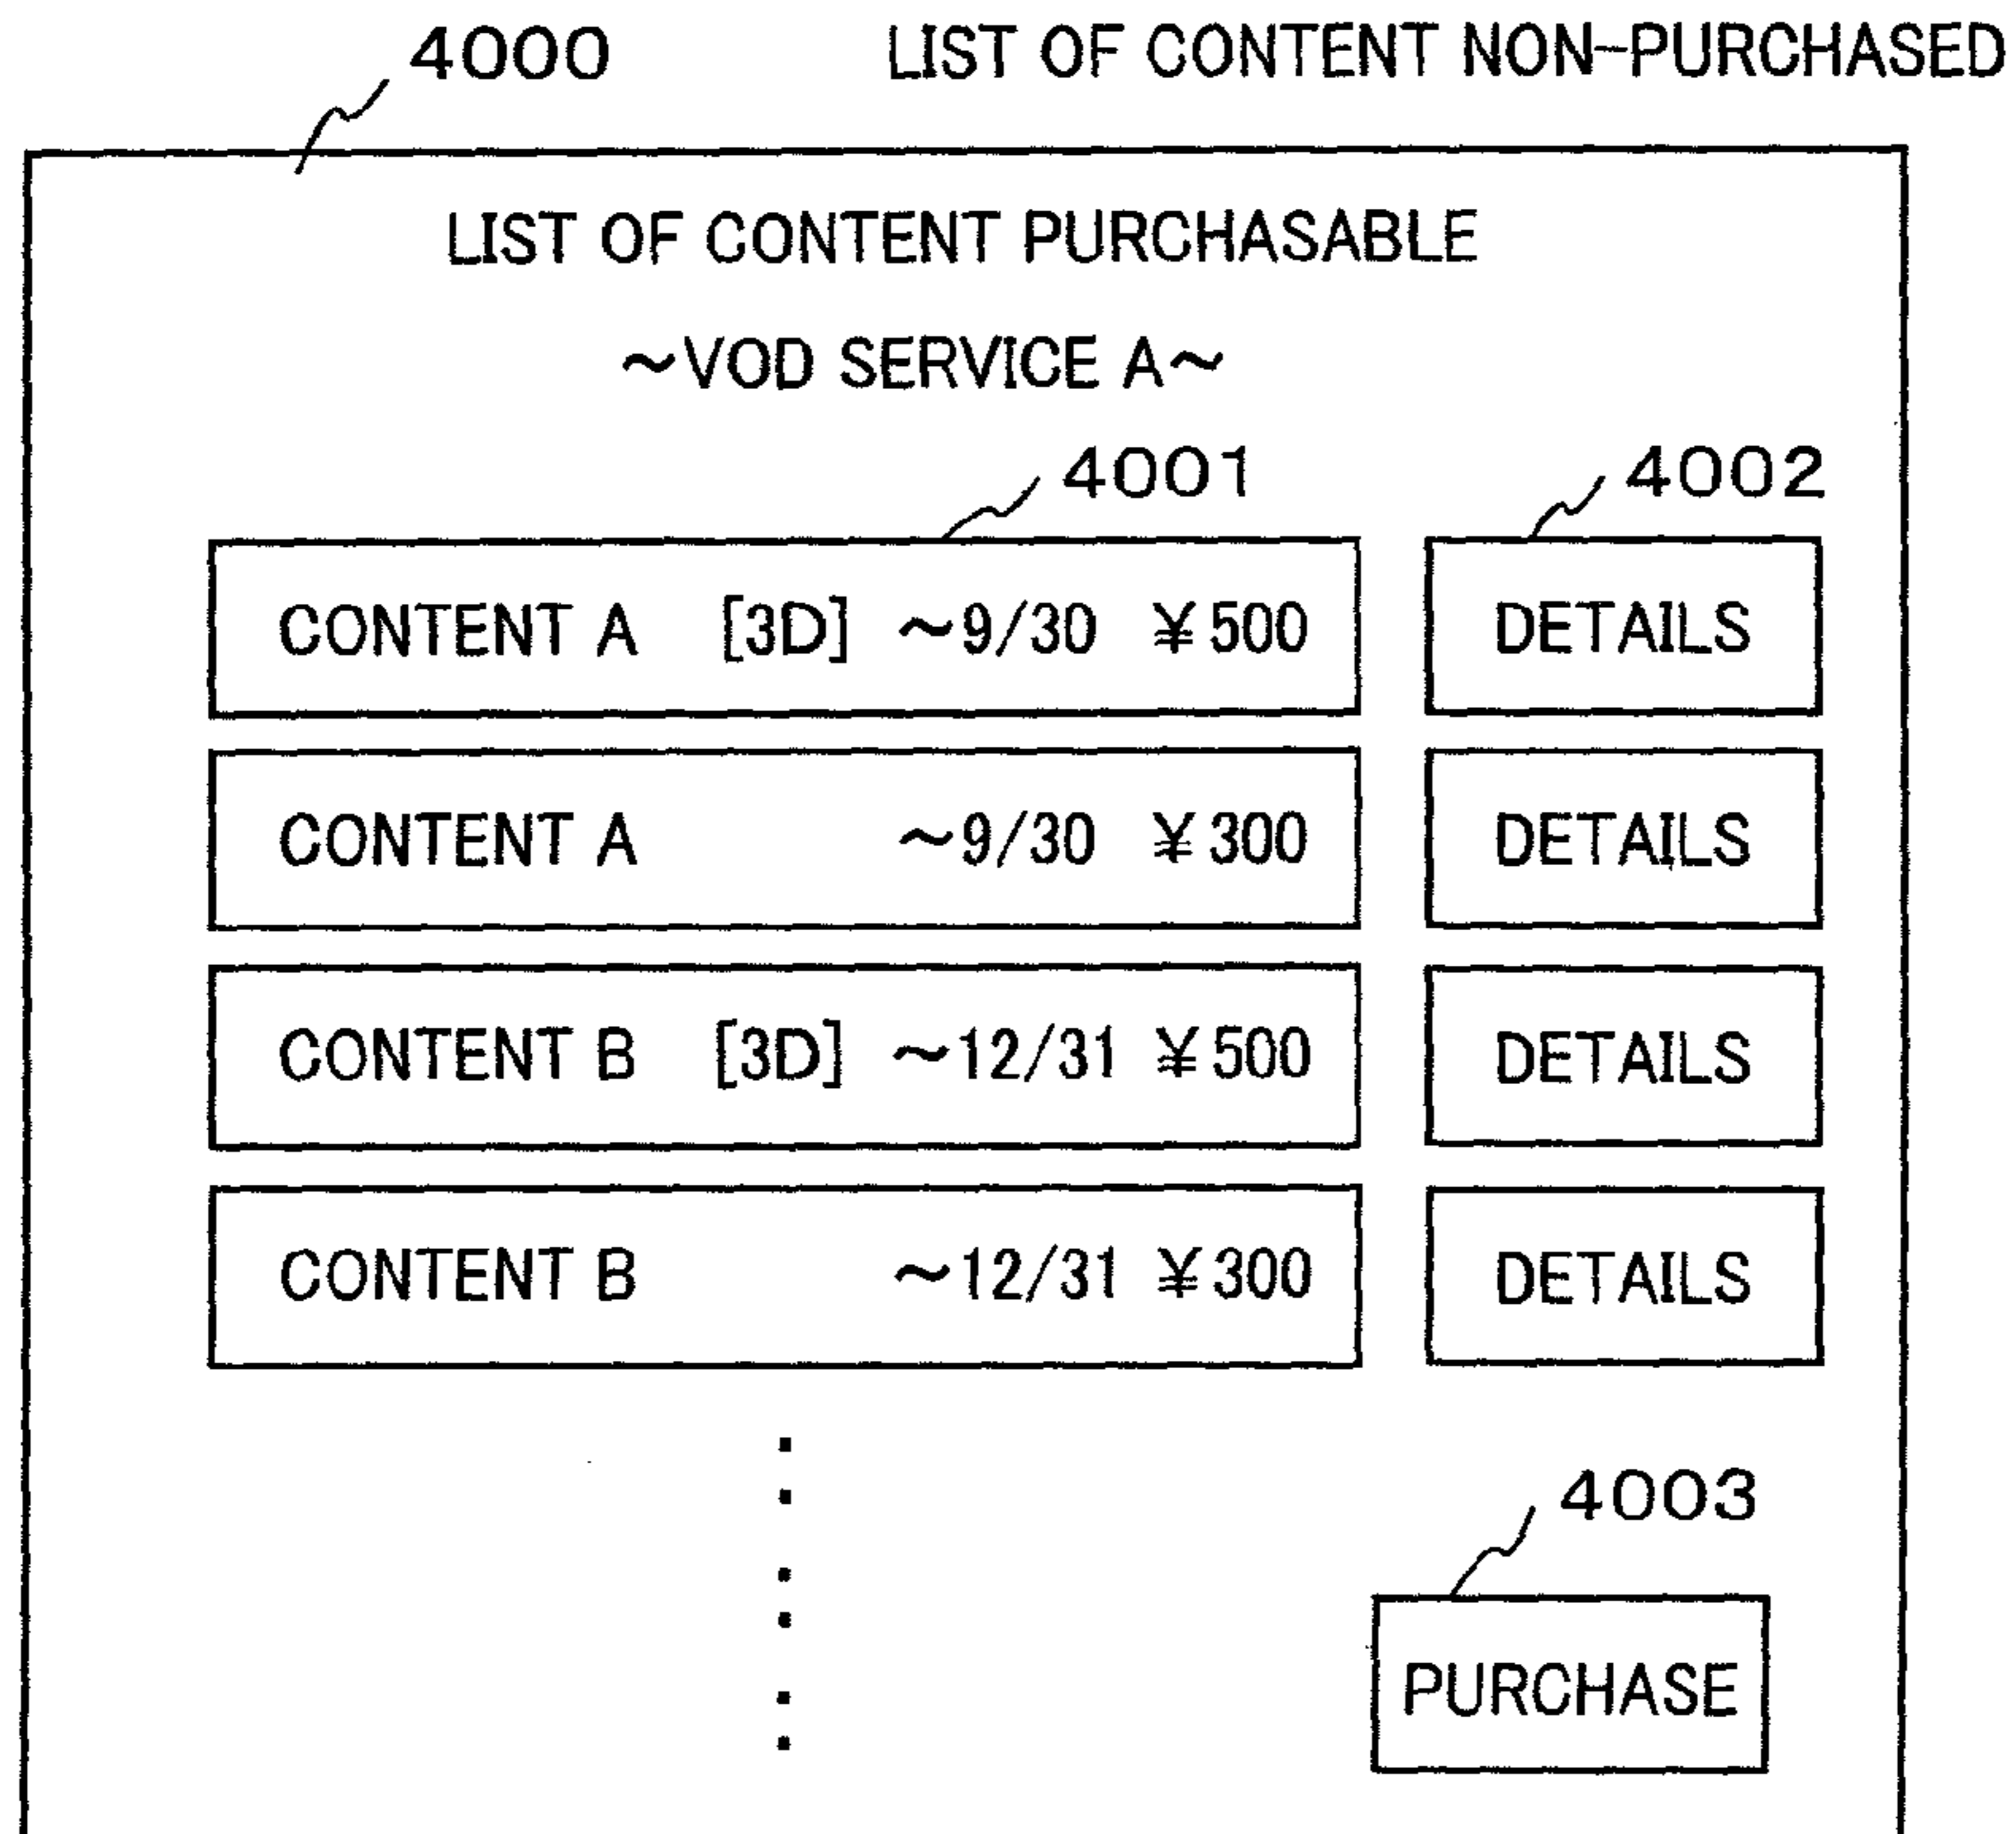 4000 LIST OF CONTENT NON-PURCHASED
LIST OF CONTENT PURCHASABLE
～VOD SERVICE A～
4001 4002
CONTENT A [3D] ～9/30 ¥500 DETAILS
CONTENT A ～9/30 ¥300 DETAILS
CONTENT B [3D] ～12/31 ¥500 DETAILS
CONTENT B ～12/31 ¥300 DETAILS
4003
PURCHASE